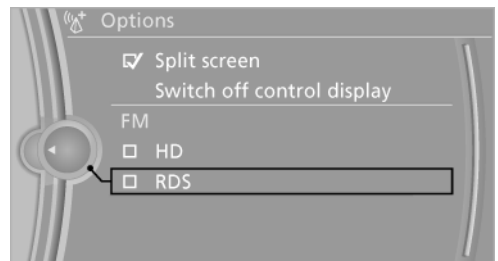 Options
Split screen
Switch off control display
FM
HD
RDS